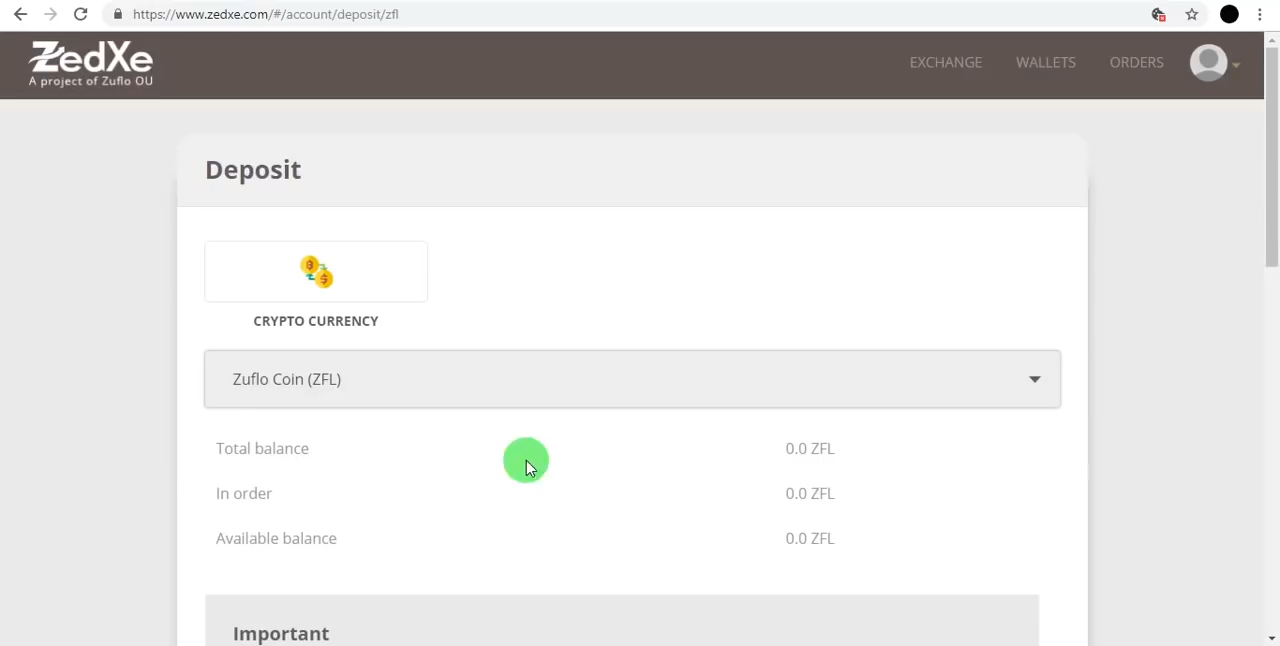 https://www.zedxe.com/#/account/deposit/zfl
ZedXe
A project of Zuflo OU
EXCHANGE WALLETS ORDERS
Deposit
CRYPTO CURRENCY
Zuflo Coin (ZFL)
Total balance 0.0 ZFL
In order 0.0 ZFL
Available balance 0.0 ZFL
Important